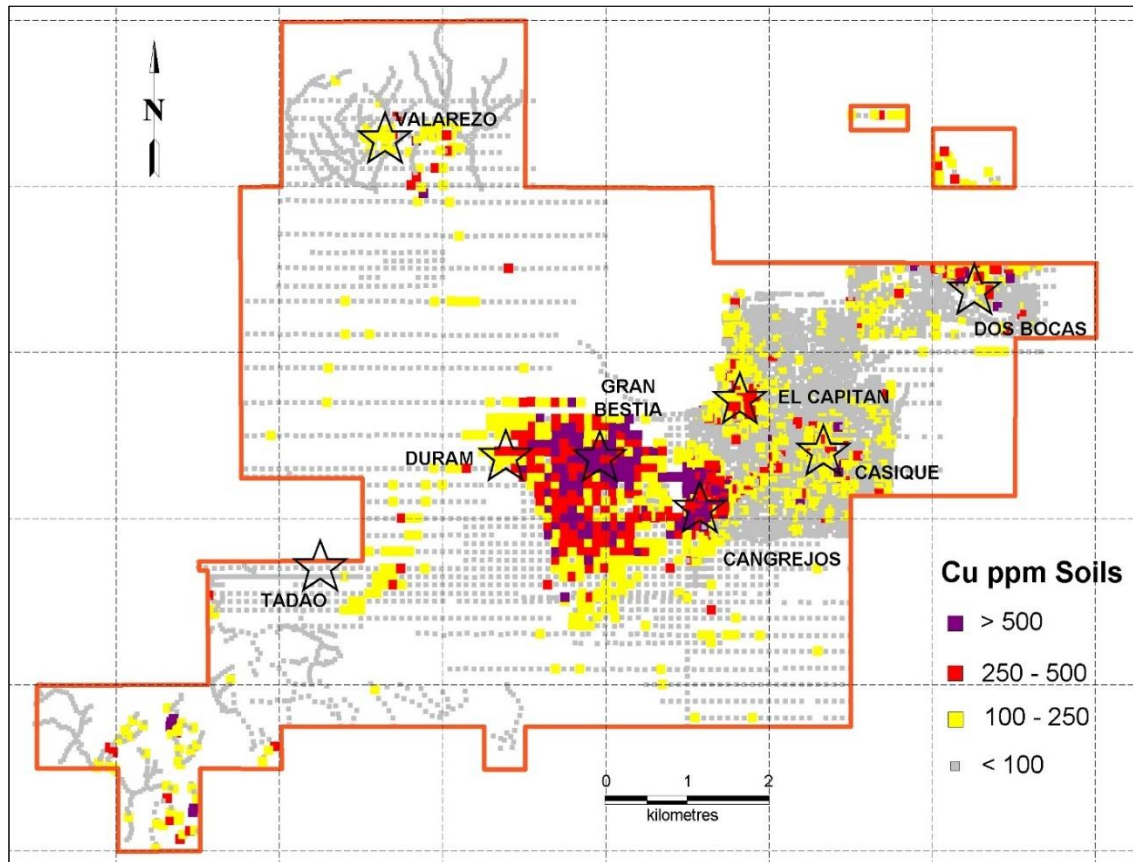 N
VALAREZO
DOS BOCAS
GRAN
BESTIA
EL CAPITAN
DURAM
CASIQUE
CANGREJOS
TADAO
Cu ppm Soils
> 500
250 - 500
100 - 250
< 100
0 1 2
kilometres